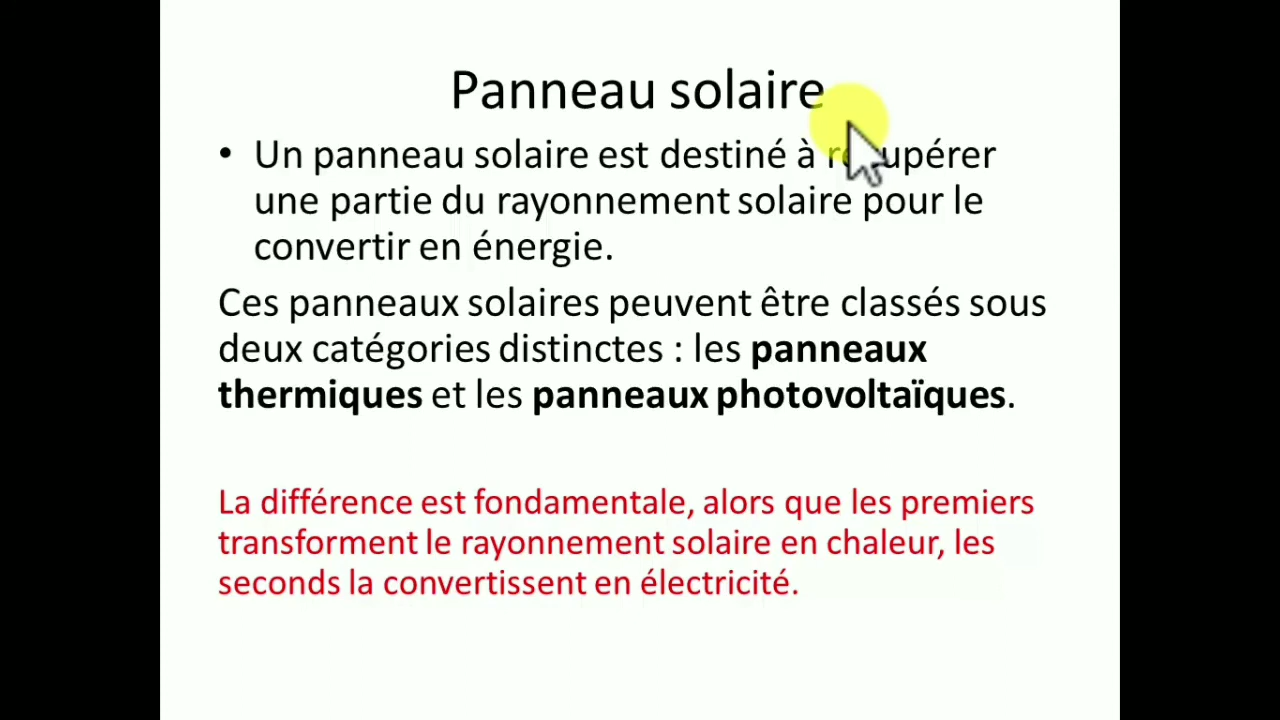 Panneau solaire
• Un panneau solaire est destiné à récupérer
une partie du rayonnement solaire pour le
convertir en énergie.
Ces panneaux solaires peuvent être classés sous
deux catégories distinctes : les panneaux
thermiques et les panneaux photovoltaïques.
La différence est fondamentale, alors que les premiers
transforment le rayonnement solaire en chaleur, les
seconds la convertissent en électricité.